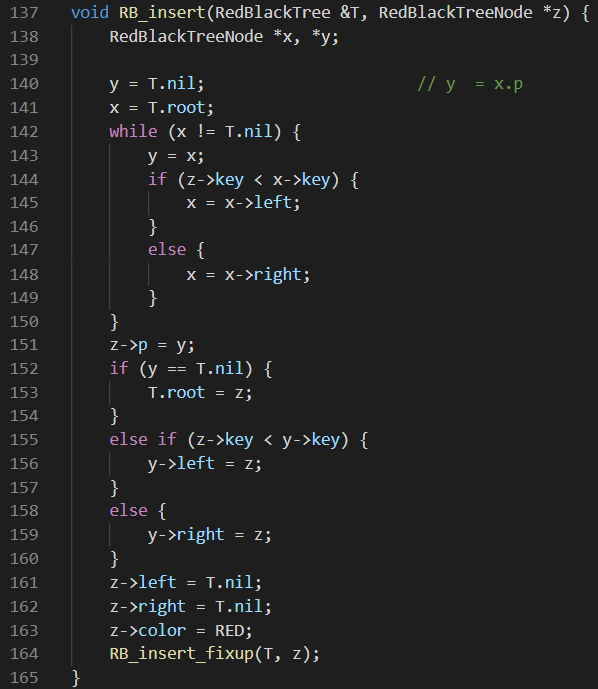 137 void RB_insert(RedBlackTree &T, RedBlackTreeNode *z) {
138     RedBlackTreeNode *x, *y;
139
140     y = T.nil;                      // y  = x.p
141     x = T.root;
142     while (x != T.nil) {
143         y = x;
144         if (z->key < x->key) {
145             x = x->left;
146         }
147         else {
148             x = x->right;
149         }
150     }
151     z->p = y;
152     if (y == T.nil) {
153         T.root = z;
154     }
155     else if (z->key < y->key) {
156         y->left = z;
157     }
158     else {
159         y->right = z;
160     }
161     z->left = T.nil;
162     z->right = T.nil;
163     z->color = RED;
164     RB_insert_fixup(T, z);
165 }